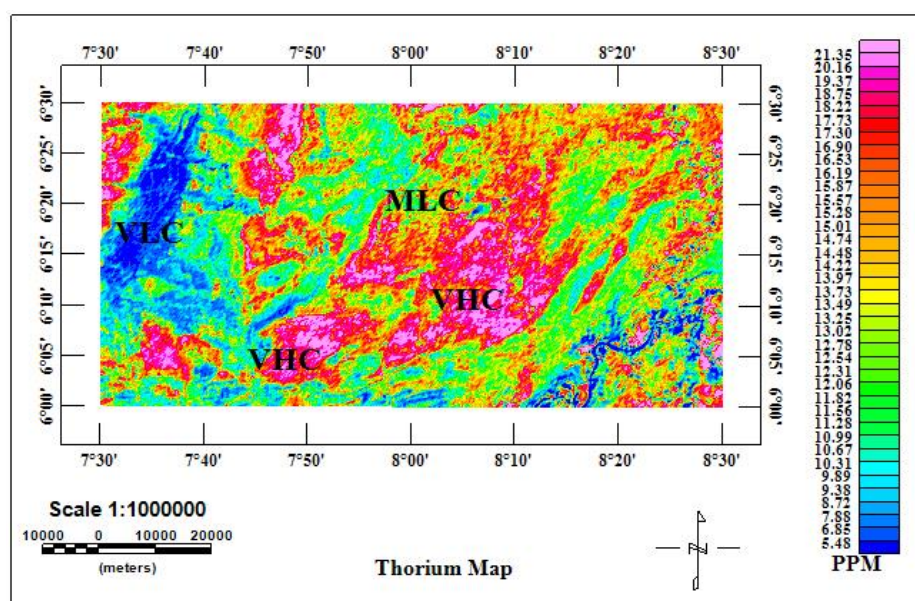 7°30' 7°40' 7°50' 8°00' 8°10' 8°20' 8°30'
6°30' 6°25' 6°20' 6°15' 6°10' 6°05' 6°00'
VLC
MLC
VHC
VHC
6°30' 6°25' 6°20' 6°15' 6°10' 6°05' 6°00'
7°30' 7°40' 7°50' 8°00' 8°10' 8°20' 8°30'
21.35
20.16
19.37
18.75
18.22
17.73
17.30
16.90
16.53
16.19
15.87
15.57
15.28
15.01
14.74
14.48
14.22
13.97
13.73
13.49
13.25
13.02
12.78
12.54
12.31
12.06
11.82
11.56
11.28
10.99
10.67
10.31
9.89
9.38
8.72
7.88
6.85
5.48
PPM
Scale 1:1000000
10000 0 10000 20000
(meters)
Thorium Map
N